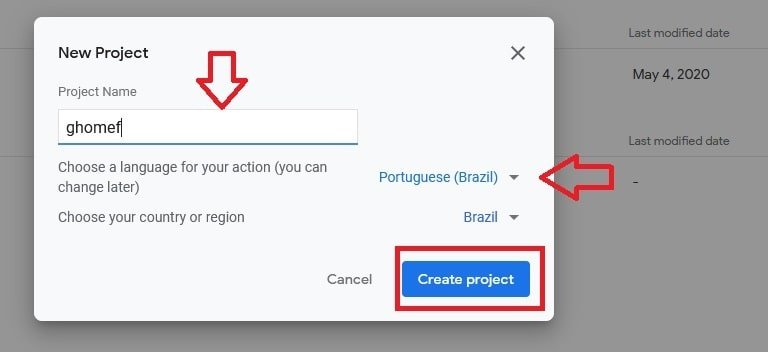 Last modified date
New Project
May 4, 2020
Project Name
ghomef
Last modified date
Choose a language for your action (you can
change later)
Portuguese (Brazil)
-
Choose your country or region
Brazil
Cancel
Create project